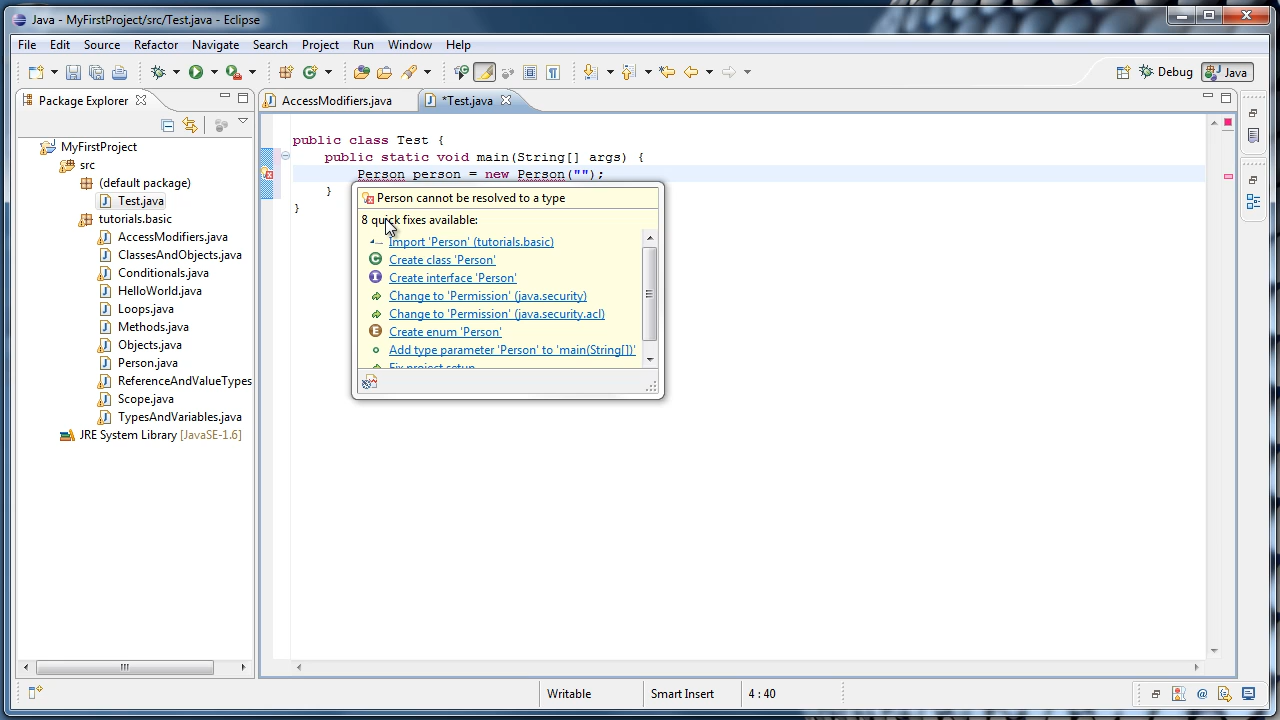 Java - MyFirstProject/src/Test.java - Eclipse
File Edit Source Refactor Navigate Search Project Run Window Help
Debug Java
Package Explorer
AccessModifiers.java *Test.java
MyFirstProject
src
(default package)
Test.java
tutorials.basic
AccessModifiers.java
ClassesAndObjects.java
Conditionals.java
HelloWorld.java
Loops.java
Methods.java
Objects.java
Person.java
ReferenceAndValueTypes
Scope.java
TypesAndVariables.java
JRE System Library [JavaSE-1.6]
public class Test {
public static void main(String[] args) {
Person person = new Person("");
}
}
Person cannot be resolved to a type
8 quick fixes available:
Import 'Person' (tutorials.basic)
Create class 'Person'
Create interface 'Person'
Change to 'Permission' (java.security)
Change to 'Permission' (java.security.acl)
Create enum 'Person'
Add type parameter 'Person' to 'main(String[])'
Fix project setup
Writable Smart Insert 4 : 40